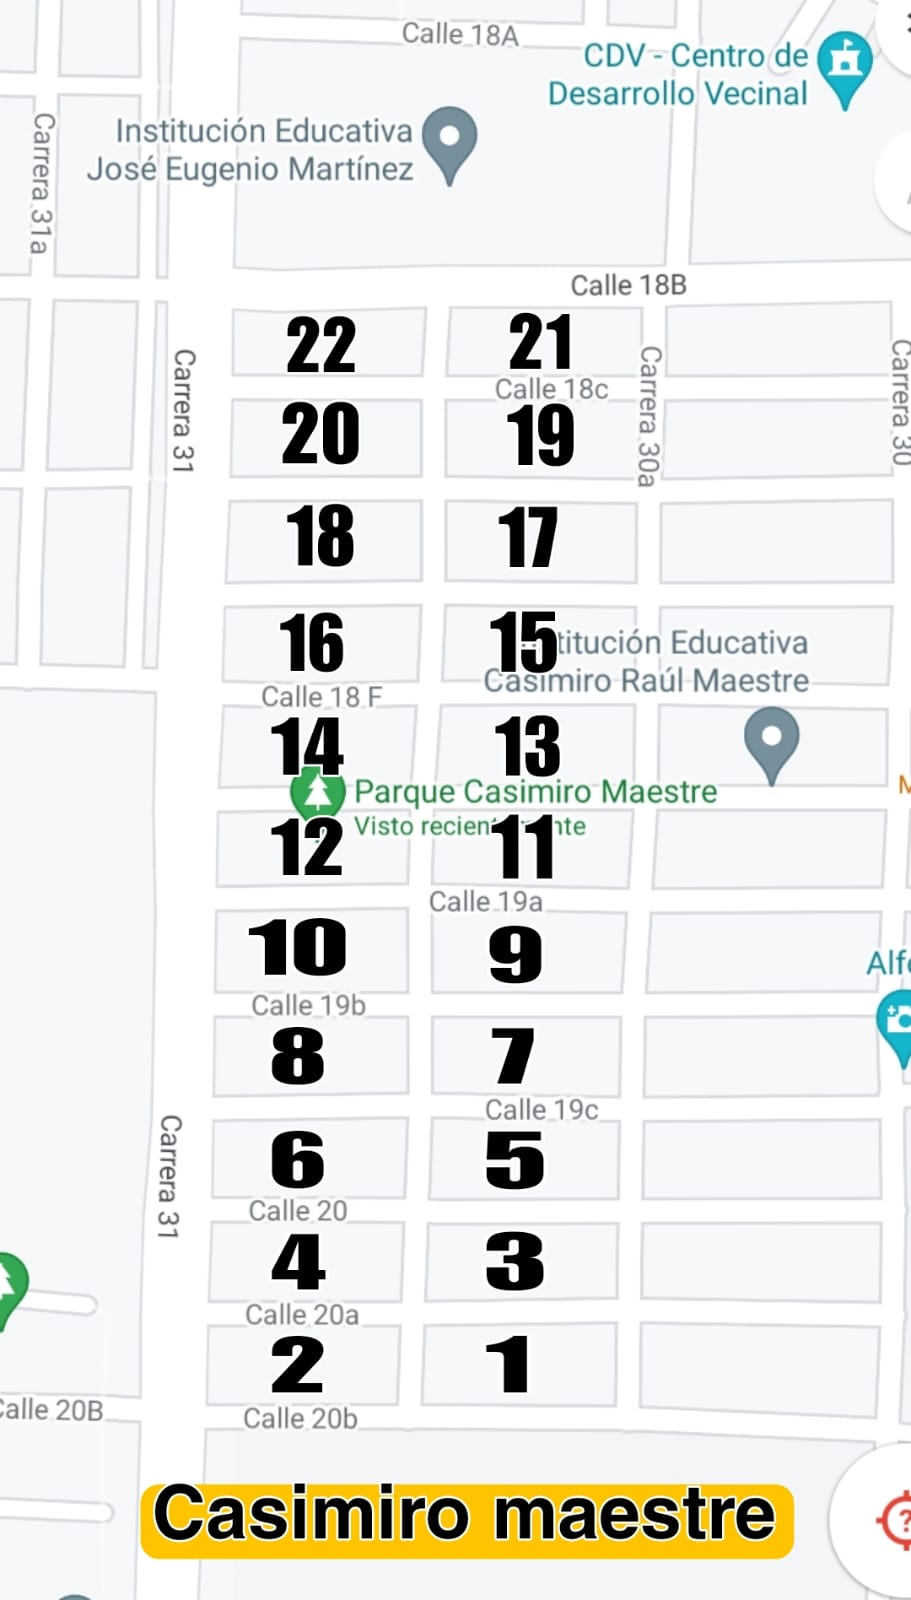 Calle 18A
CDV - Centro de
Desarrollo Vecinal
Carrera 31a
Institución Educativa
José Eugenio Martínez
Calle 18B
22
21
Carrera 31
Calle 18c
Carrera 30a
Carrera 30
20
19
18
17
16
15
titución Educativa
Casimiro Raúl Maestre
Calle 18 F
14
13
Parque Casimiro Maestre
Visto recien
nte
12
11
Calle 19a
10
9
Alf
Calle 19b
8
7
Calle 19c
Carrera 31
6
5
Calle 20
4
3
Calle 20a
2
1
Calle 20B
Calle 20b
Casimiro maestre